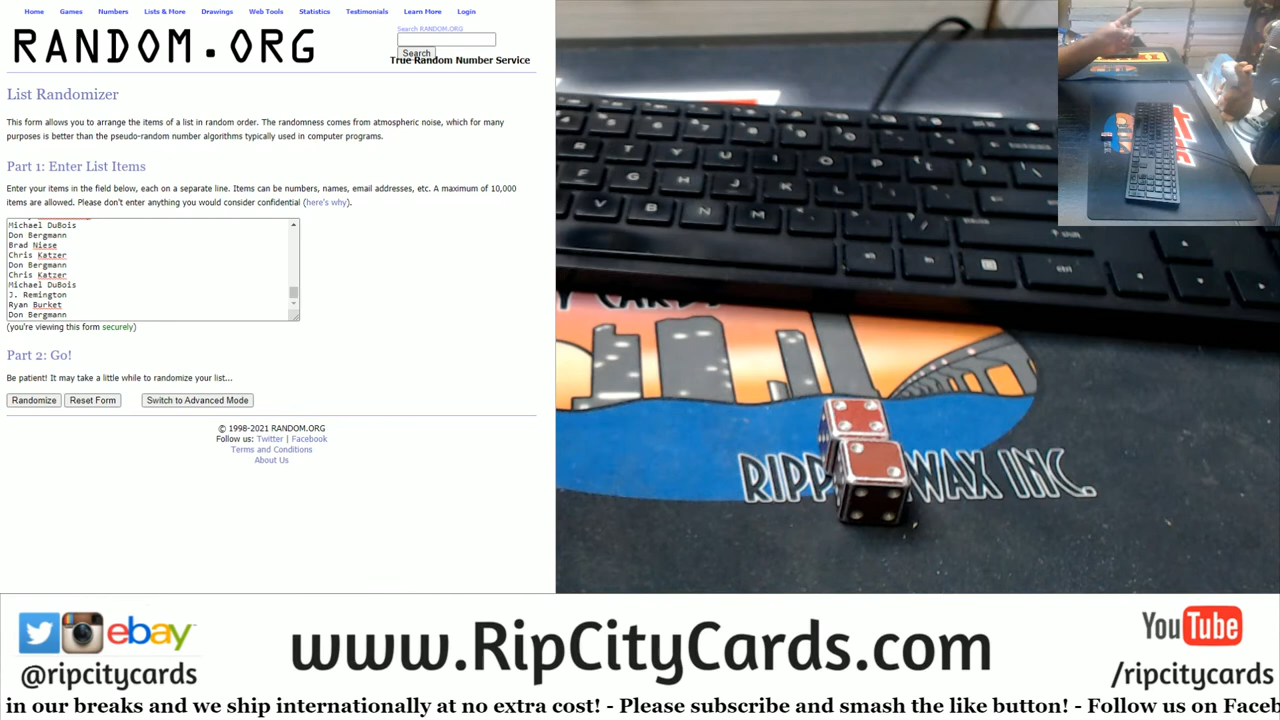 Home Games Numbers Lists & More Drawings Web Tools Statistics Testimonials Learn More Login
RANDOM.ORG
Search RANDOM.ORG
Search
True Random Number Service
List Randomizer
This form allows you to arrange the items of a list in random order. The randomness comes from atmospheric noise, which for many
purposes is better than the pseudo-random number algorithms typically used in computer programs.
Part 1: Enter List Items
Enter your items in the field below, each on a separate line. Items can be numbers, names, email addresses, etc. A maximum of 10,000
items are allowed. Please don't enter anything you would consider confidential (here's why).
Michael DuBois
Don Bergmann
Brad Niese
Chris Katzer
Don Bergmann
Chris Katzer
Michael DuBois
J. Remington
Ryan Burket
Don Bergmann
(you're viewing this form securely)
Part 2: Go!
Be patient! It may take a little while to randomize your list...
Randomize Reset Form Switch to Advanced Mode
© 1998-2021 RANDOM.ORG
Follow us: Twitter | Facebook
Terms and Conditions
About Us
T Y U I O P
F G H J K L
V B N M
RIPP WAX INC.
ebay
@ripcitycards
www.RipCityCards.com
YouTube
/ripcitycards
in our breaks and we ship internationally at no extra cost! - Please subscribe and smash the like button! - Follow us on Faceb